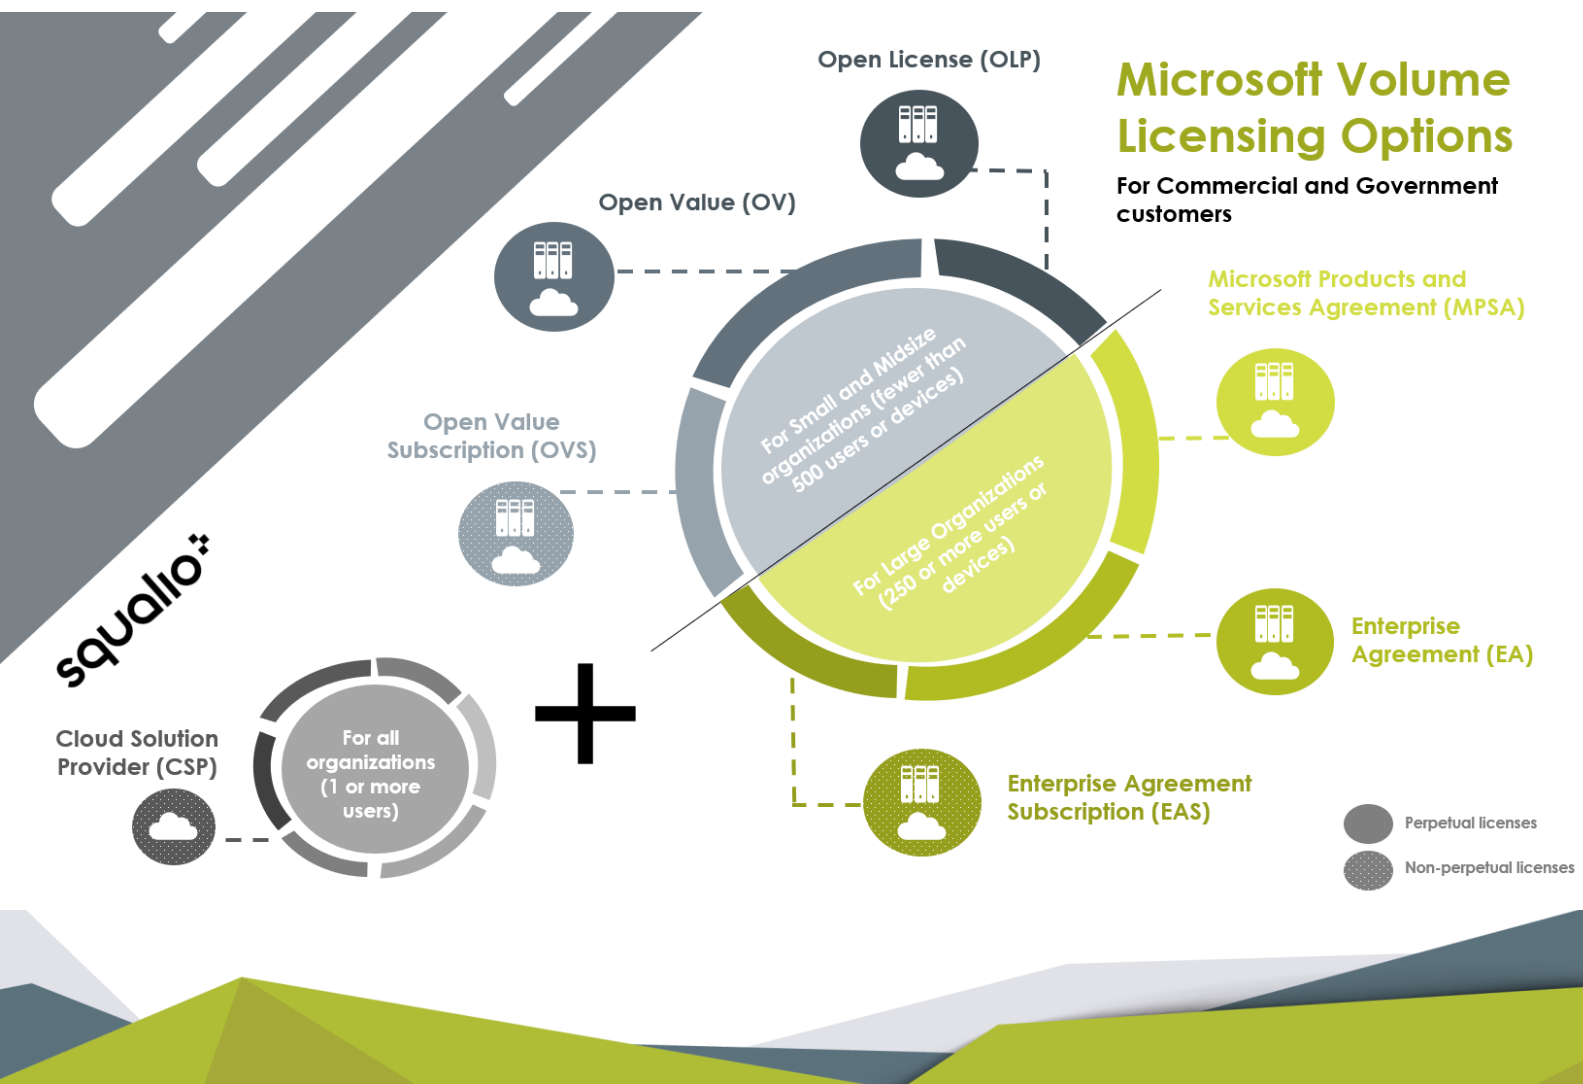 Open License (OLP)
Microsoft Volume
Licensing Options
For Commercial and Government
customers
Open Value (OV)
Microsoft Products and
Services Agreement (MPSA)
For Small and Midsize
organizations (fewer than
500 users or devices)
Open Value
Subscription (OVS)
For Large Organizations
(250 or more users or
devices)
squalio
Enterprise
Agreement (EA)
Cloud Solution
Provider (CSP)
For all
organizations
(1 or more
users)
Enterprise Agreement
Subscription (EAS)
Perpetual licenses
Non-perpetual licenses